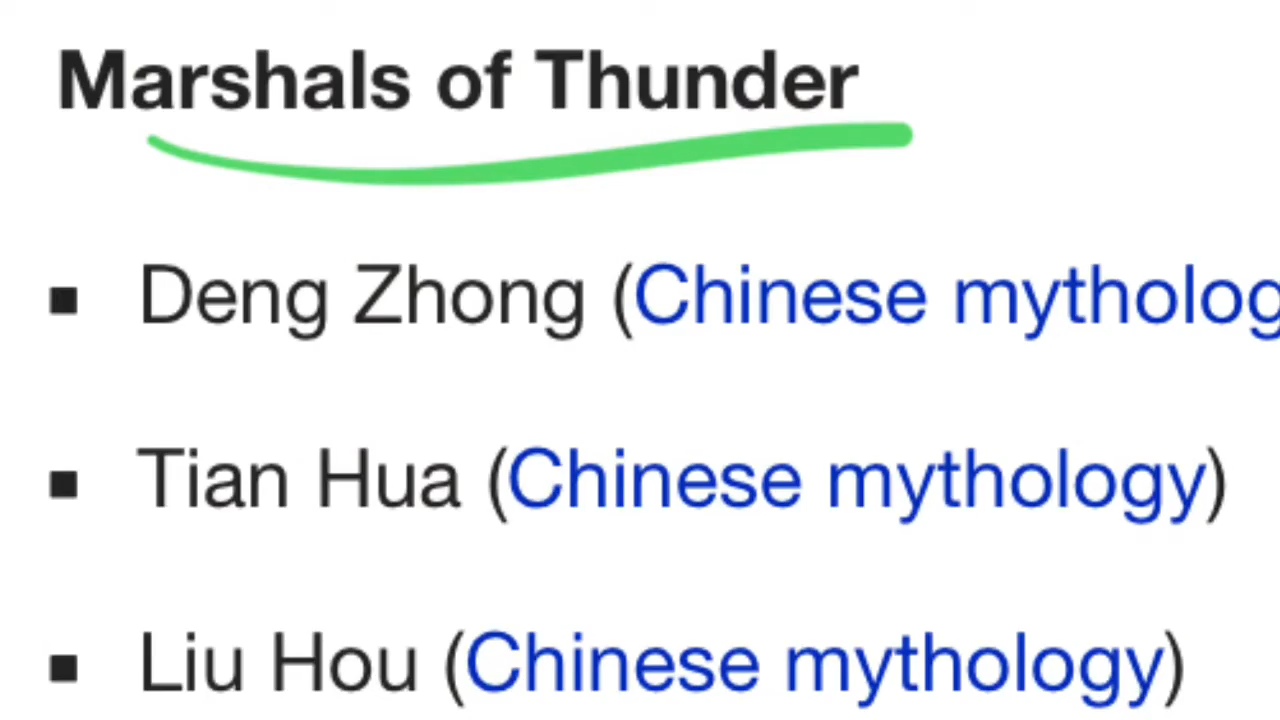 Marshals of Thunder
▪ Deng Zhong (Chinese mytholog
▪ Tian Hua (Chinese mythology)
▪ Liu Hou (Chinese mythology)